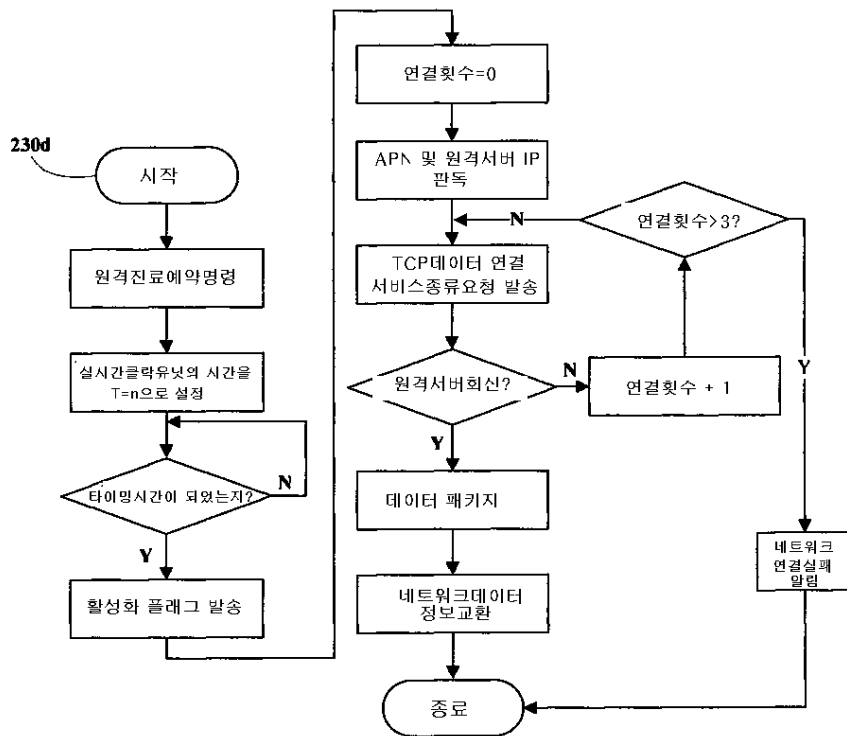 230d
시작
원격진료예약명령
실시간클락유닛의 시간을
T=n으로 설정
타이밍시간이 되었는지?
N
Y
활성화 플래그 발송
연결횟수=0
APN 및 원격서버 IP
판독
N
연결횟수>3?
TCP데이터 연결
서비스종류요청 발송
Y
원격서버회신?
N
연결횟수 + 1
Y
데이터 패키지
네트워크데이터
정보교환
네트워크
연결실패
알림
종료